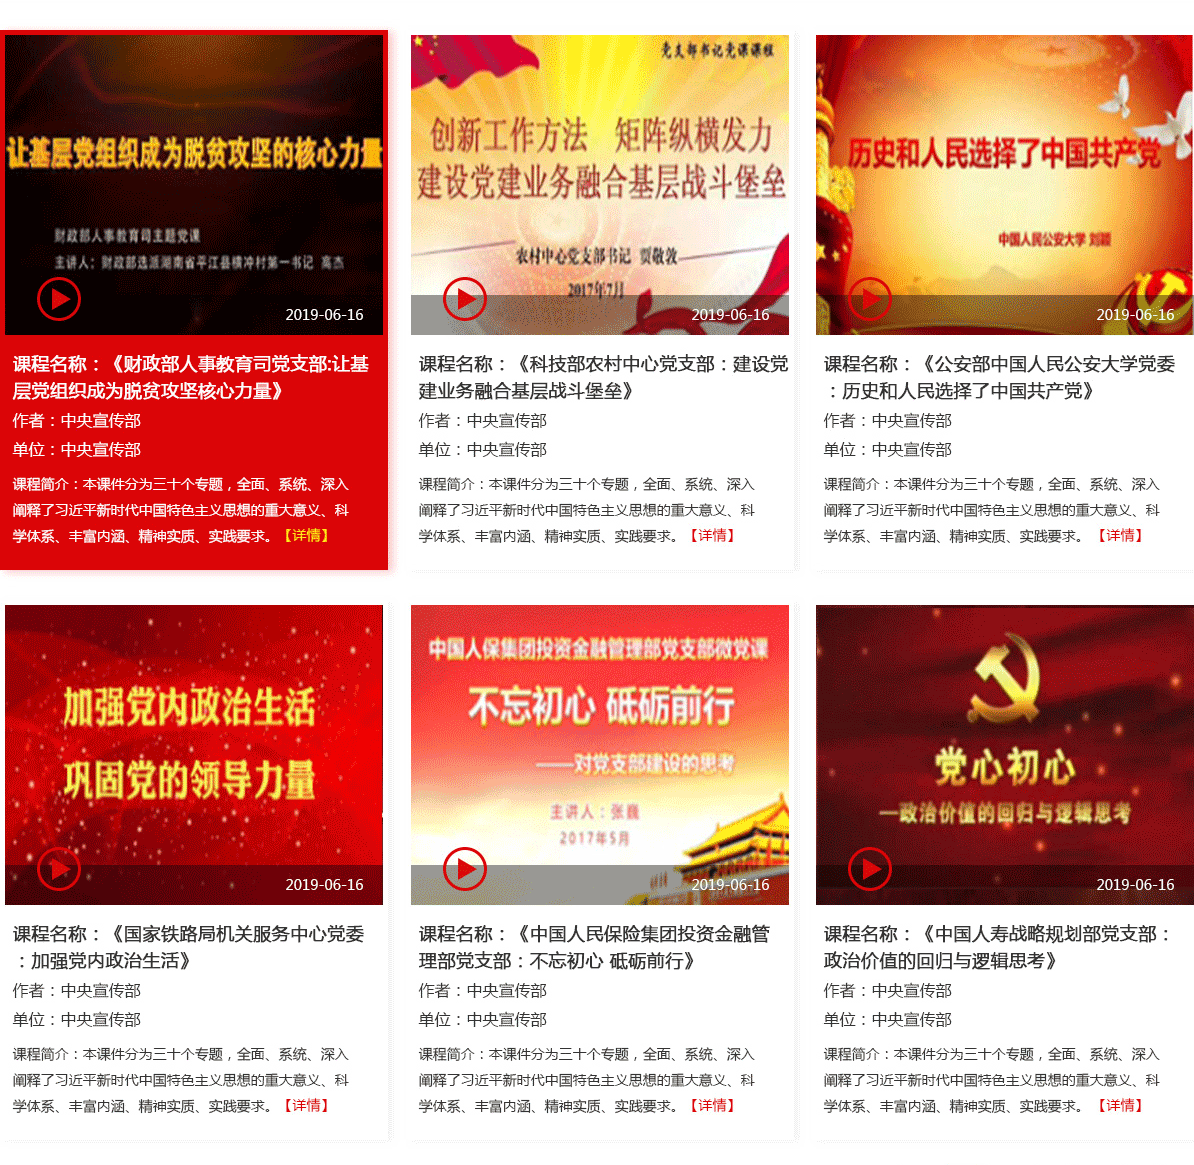 让基层党组织成为脱贫攻坚的核心力量
财政部人事教育司主题党课
主讲人：财政部选派湖南省平江县横冲村第一书记 高杰
2019-06-16
课程名称：《财政部人事教育司党支部:让基
层党组织成为脱贫攻坚核心力量》
作者：中央宣传部
单位：中央宣传部
课程简介：本课件分为三十个专题，全面、系统、深入
阐释了习近平新时代中国特色主义思想的重大意义、科
学体系、丰富内涵、精神实质、实践要求。【详情】
党支部书记党课课程
创新工作方法 矩阵纵横发力
建设党建业务融合基层战斗堡垒
农村中心党支部书记 贾敬敦
2017年7月
2019-06-16
课程名称：《科技部农村中心党支部：建设党
建业务融合基层战斗堡垒》
作者：中央宣传部
单位：中央宣传部
课程简介：本课件分为三十个专题，全面、系统、深入
阐释了习近平新时代中国特色主义思想的重大意义、科
学体系、丰富内涵、精神实质、实践要求。【详情】
历史和人民选择了中国共产党
中国人民公安大学 刘颖
2019-06-16
课程名称：《公安部中国人民公安大学党委
：历史和人民选择了中国共产党》
作者：中央宣传部
单位：中央宣传部
课程简介：本课件分为三十个专题，全面、系统、深入
阐释了习近平新时代中国特色主义思想的重大意义、科
学体系、丰富内涵、精神实质、实践要求。【详情】
加强党内政治生活
巩固党的领导力量
2019-06-16
课程名称：《国家铁路局机关服务中心党委
：加强党内政治生活》
作者：中央宣传部
单位：中央宣传部
课程简介：本课件分为三十个专题，全面、系统、深入
阐释了习近平新时代中国特色主义思想的重大意义、科
学体系、丰富内涵、精神实质、实践要求。【详情】
中国人保集团投资金融管理部党支部微党课
不忘初心 砥砺前行
——对党支部建设的思考
主讲人：张巍
2017年5月
2019-06-16
课程名称：《中国人民保险集团投资金融管
理部党支部：不忘初心 砥砺前行》
作者：中央宣传部
单位：中央宣传部
课程简介：本课件分为三十个专题，全面、系统、深入
阐释了习近平新时代中国特色主义思想的重大意义、科
学体系、丰富内涵、精神实质、实践要求。【详情】
党心初心
—政治价值的回归与逻辑思考
2019-06-16
课程名称：《中国人寿战略规划部党支部：
政治价值的回归与逻辑思考》
作者：中央宣传部
单位：中央宣传部
课程简介：本课件分为三十个专题，全面、系统、深入
阐释了习近平新时代中国特色主义思想的重大意义、科
学体系、丰富内涵、精神实质、实践要求。【详情】